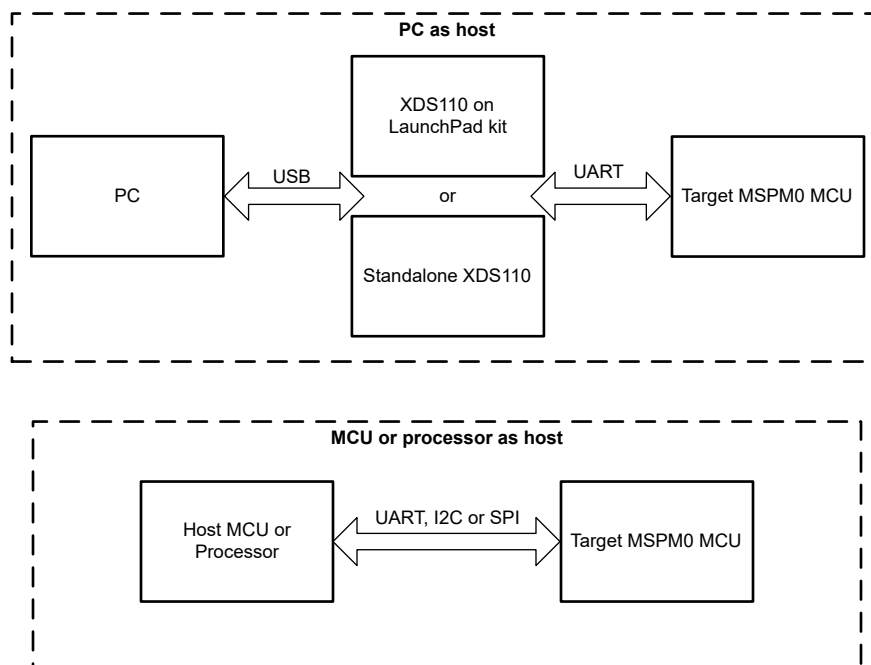 PC as host
XDS110 on
LaunchPad kit
PC
USB
or
UART
Target MSPM0 MCU
Standalone XDS110
MCU or processor as host
Host MCU or
Processor
UART, I2C or SPI
Target MSPM0 MCU